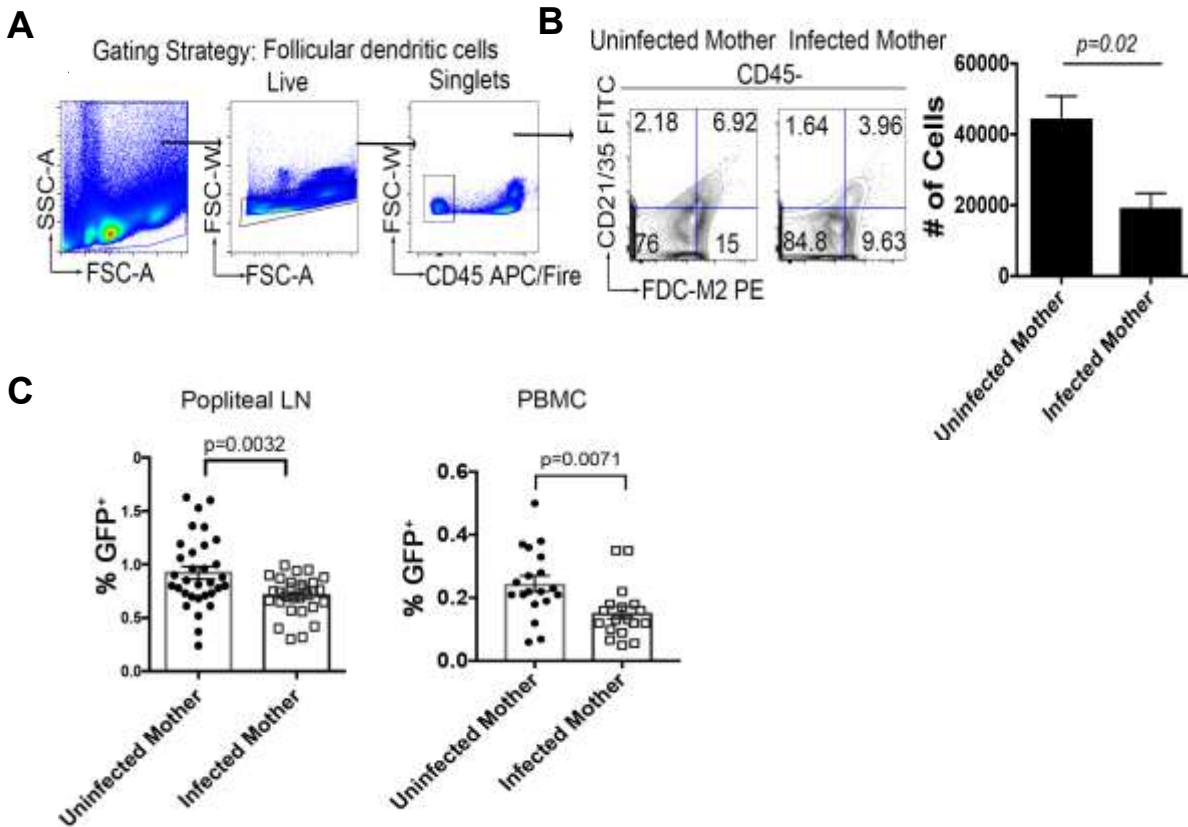 A
Gating Strategy: Follicular dendritic cells
Live
Singlets
SSC-A
FSC-A
FSC-W
FSC-A
FSC-W
CD45 APC/Fire
B
Uninfected Mother Infected Mother
CD45-
CD21/35 FITC
2.18 6.92
76 15
1.64 3.96
84.8 9.63
FDC-M2 PE
p=0.02
# of Cells
60000
40000
20000
0
Uninfected Mother
Infected Mother
C
Popliteal LN
p=0.0032
% GFP⁺
0
1.5
1.0
0.5
0.0
Uninfected Mother
Infected Mother
PBMC
p=0.0071
% GFP⁺
0.6
0.4
0.2
0.0
Uninfected Mother
Infected Mother